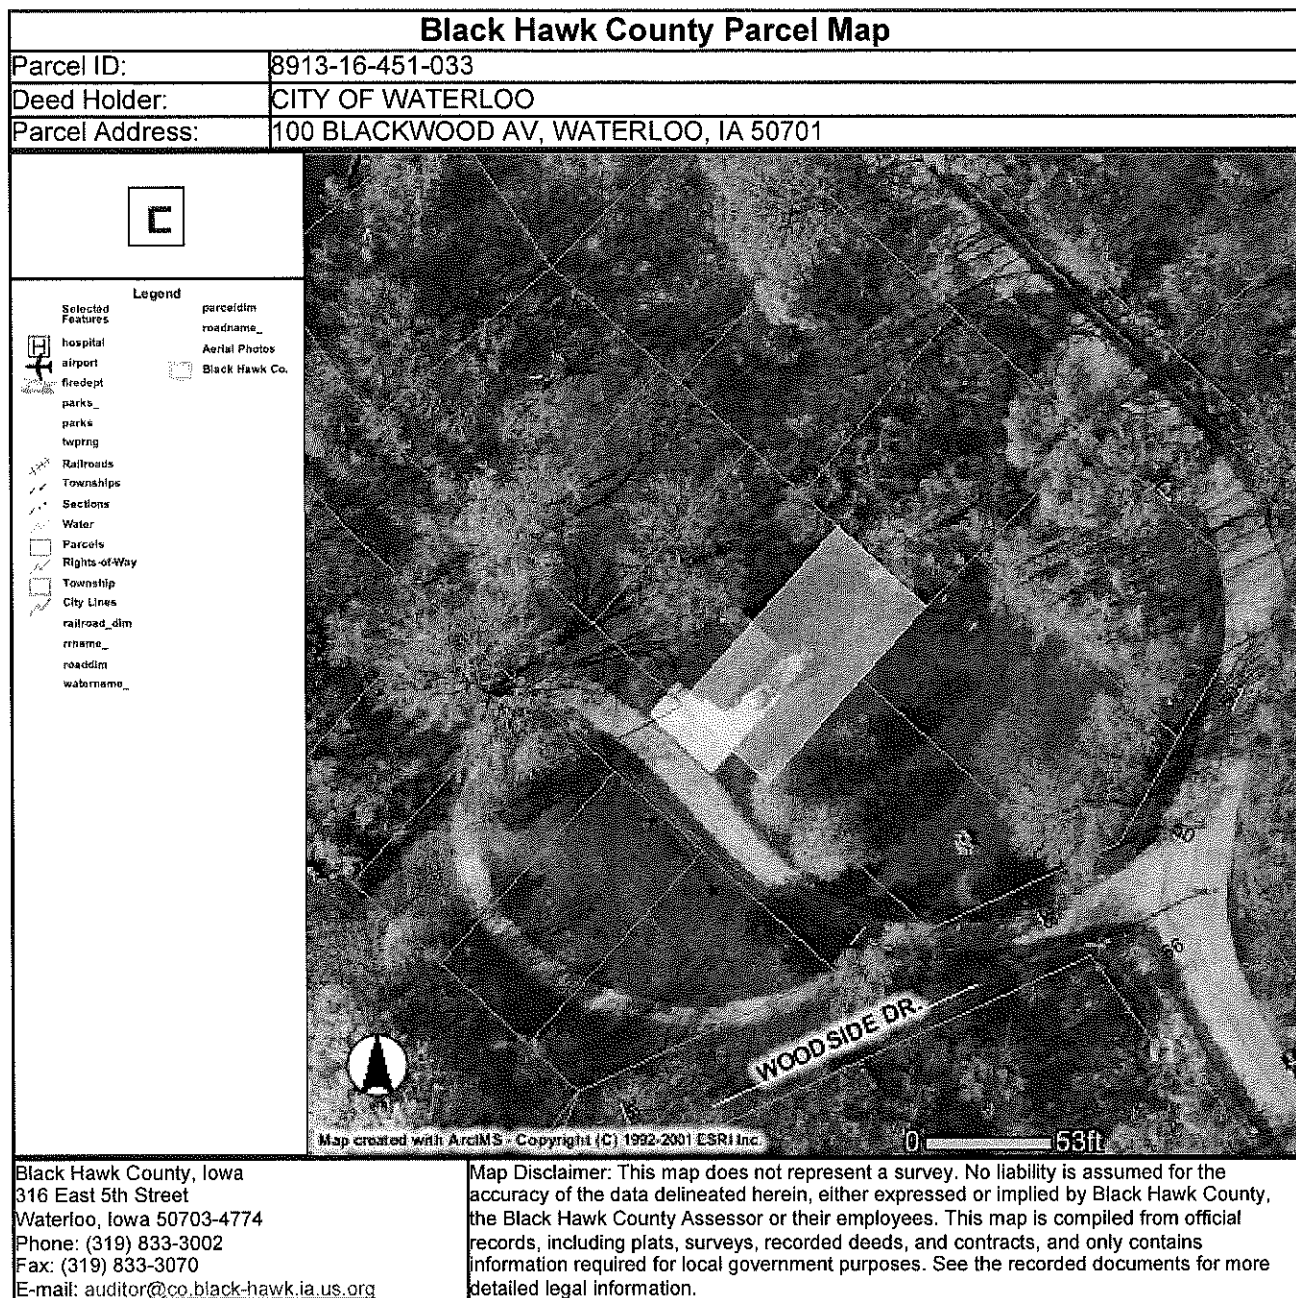 Black Hawk County Parcel Map
Parcel ID: 8913-16-451-033
Deed Holder: CITY OF WATERLOO
Parcel Address: 100 BLACKWOOD AV, WATERLOO, IA 50701
Legend
Selected
Features
hospital
airport
firedept
parks_
parks
twprng
Railroads
Townships
Sections
Water
Parcels
Rights-of-Way
Township
City Lines
railroad_dim
rrname_
roaddim
watername_
parceldim
roadname_
Aerial Photos
Black Hawk Co.
WOODSIDE DR.
Map created with ArcIMS - Copyright (C) 1992-2001 ESRI Inc.
0 53ft
Black Hawk County, Iowa
316 East 5th Street
Waterloo, Iowa 50703-4774
Phone: (319) 833-3002
Fax: (319) 833-3070
E-mail: auditor@co.black-hawk.ia.us.org
Map Disclaimer: This map does not represent a survey. No liability is assumed for the
accuracy of the data delineated herein, either expressed or implied by Black Hawk County,
the Black Hawk County Assessor or their employees. This map is compiled from official
records, including plats, surveys, recorded deeds, and contracts, and only contains
information required for local government purposes. See the recorded documents for more
detailed legal information.